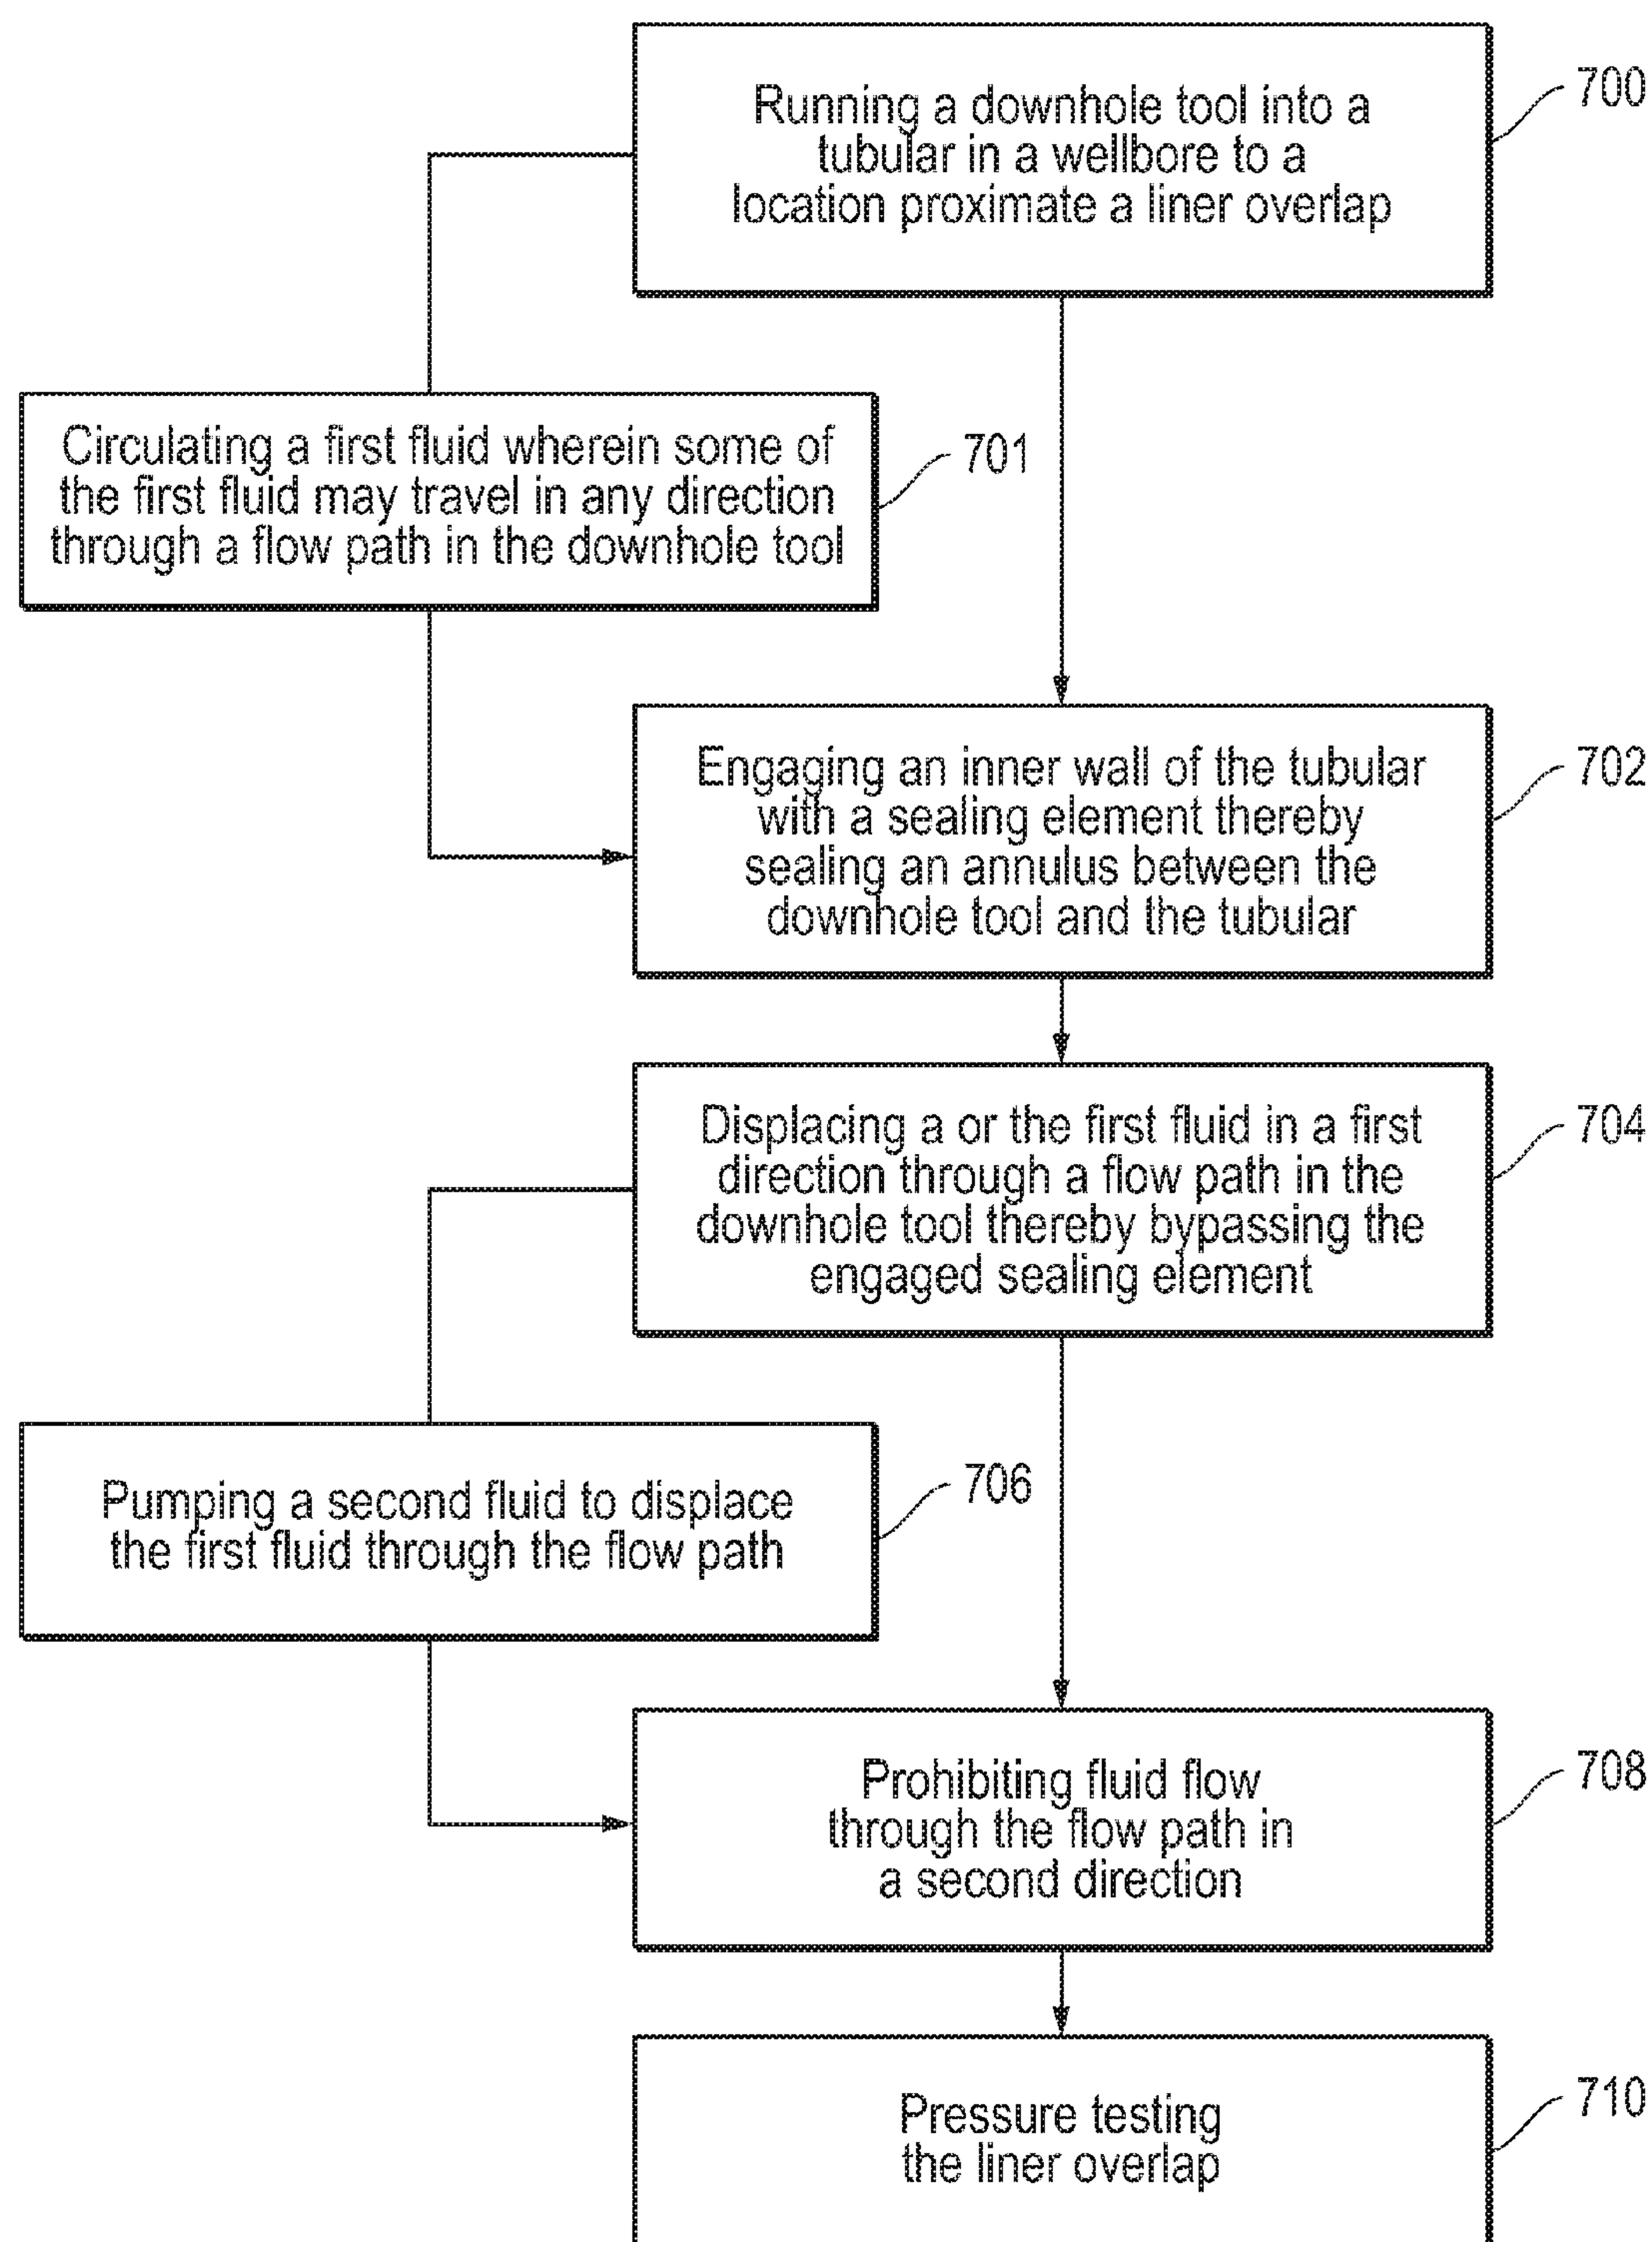 Running a downhole tool into a
tubular in a wellbore to a
location proximate a liner overlap
700
Circulating a first fluid wherein some of
the first fluid may travel in any direction
through a flow path in the downhole tool
701
Engaging an inner wall of the tubular
with a sealing element thereby
sealing an annulus between the
downhole tool and the tubular
702
Displacing a or the first fluid in a first
direction through a flow path in the
downhole tool thereby bypassing the
engaged sealing element
704
Pumping a second fluid to displace
the first fluid through the flow path
706
Prohibiting fluid flow
through the flow path in
a second direction
708
Pressure testing
the liner overlap
710